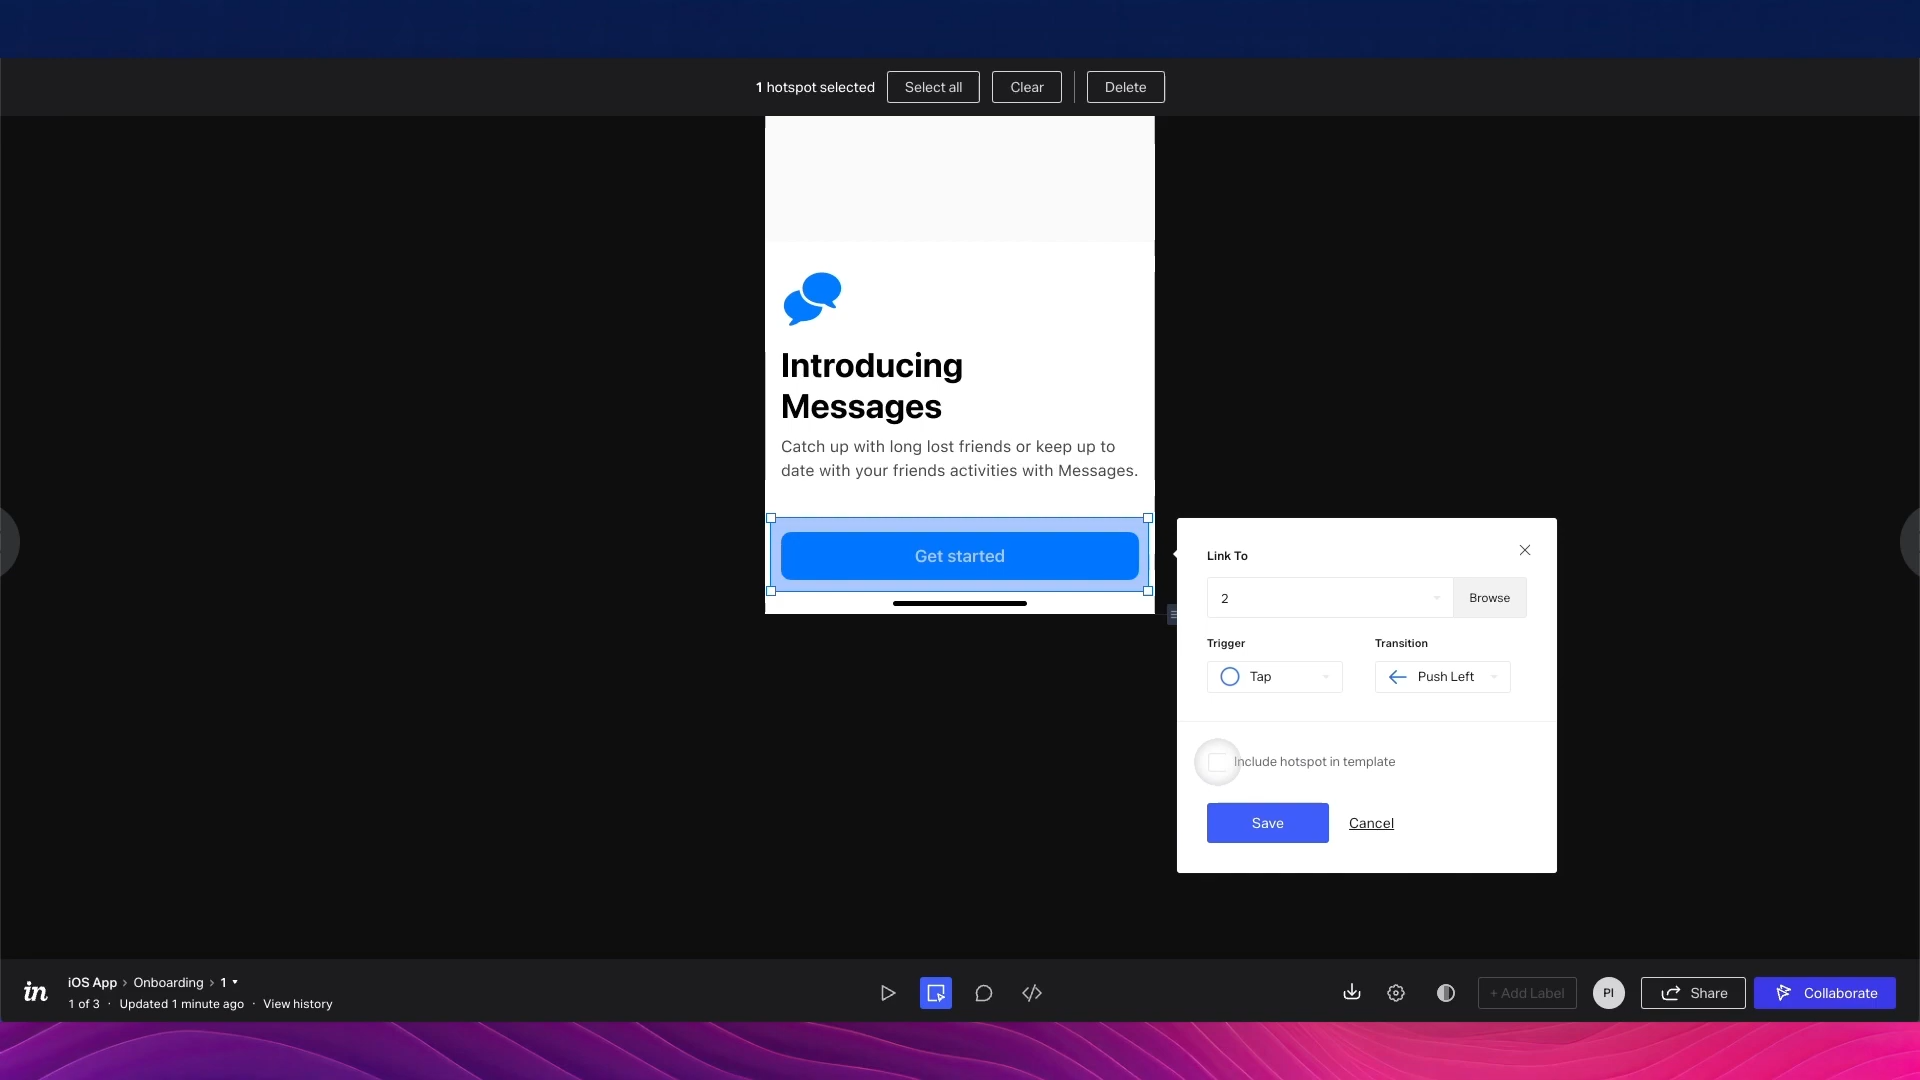 1 hotspot selected
Select all
Clear
Delete
Introducing
Messages
Catch up with long lost friends or keep up to
date with your friends activities with Messages.
Get started
Link To
2
Browse
Trigger
Transition
Tap
Push Left
Include hotspot in template
Save
Cancel
in
iOS App › Onboarding › 1
1 of 3 · Updated 1 minute ago · View history
+ Add Label
PI
Share
Collaborate